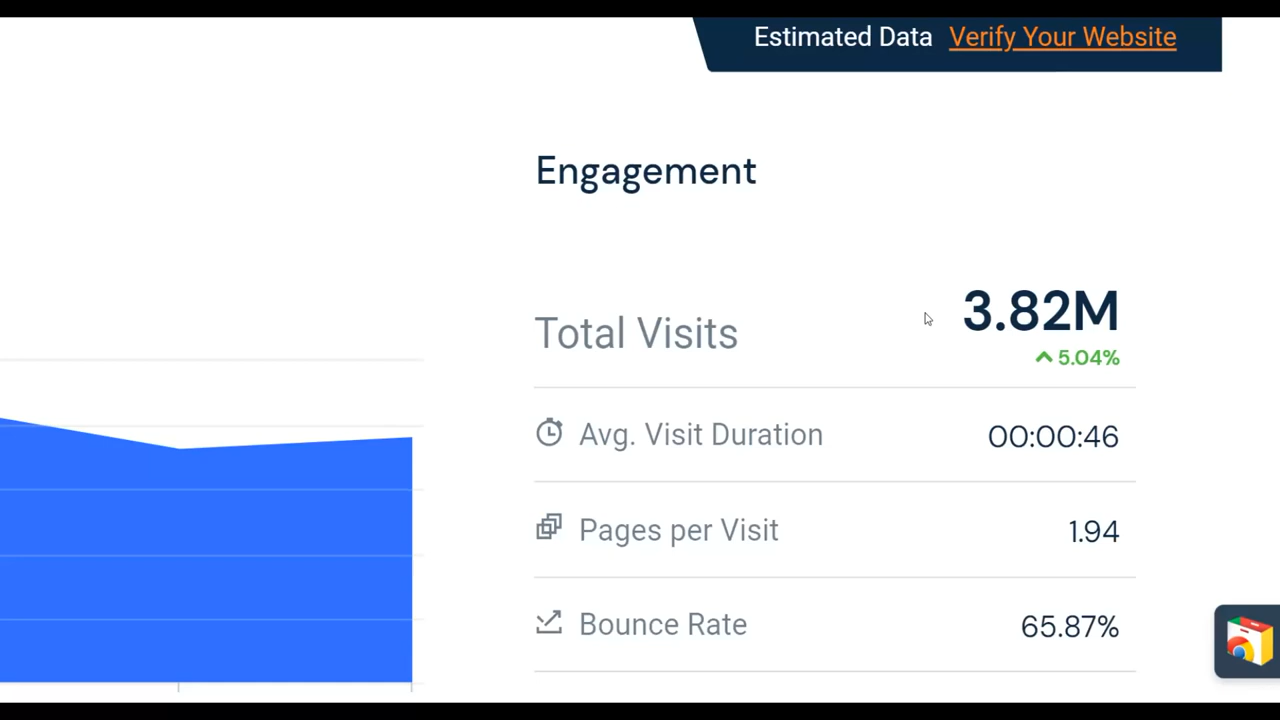 Estimated Data Verify Your Website
Engagement
Total Visits 3.82M
5.04%
Avg. Visit Duration 00:00:46
Pages per Visit 1.94
Bounce Rate 65.87%